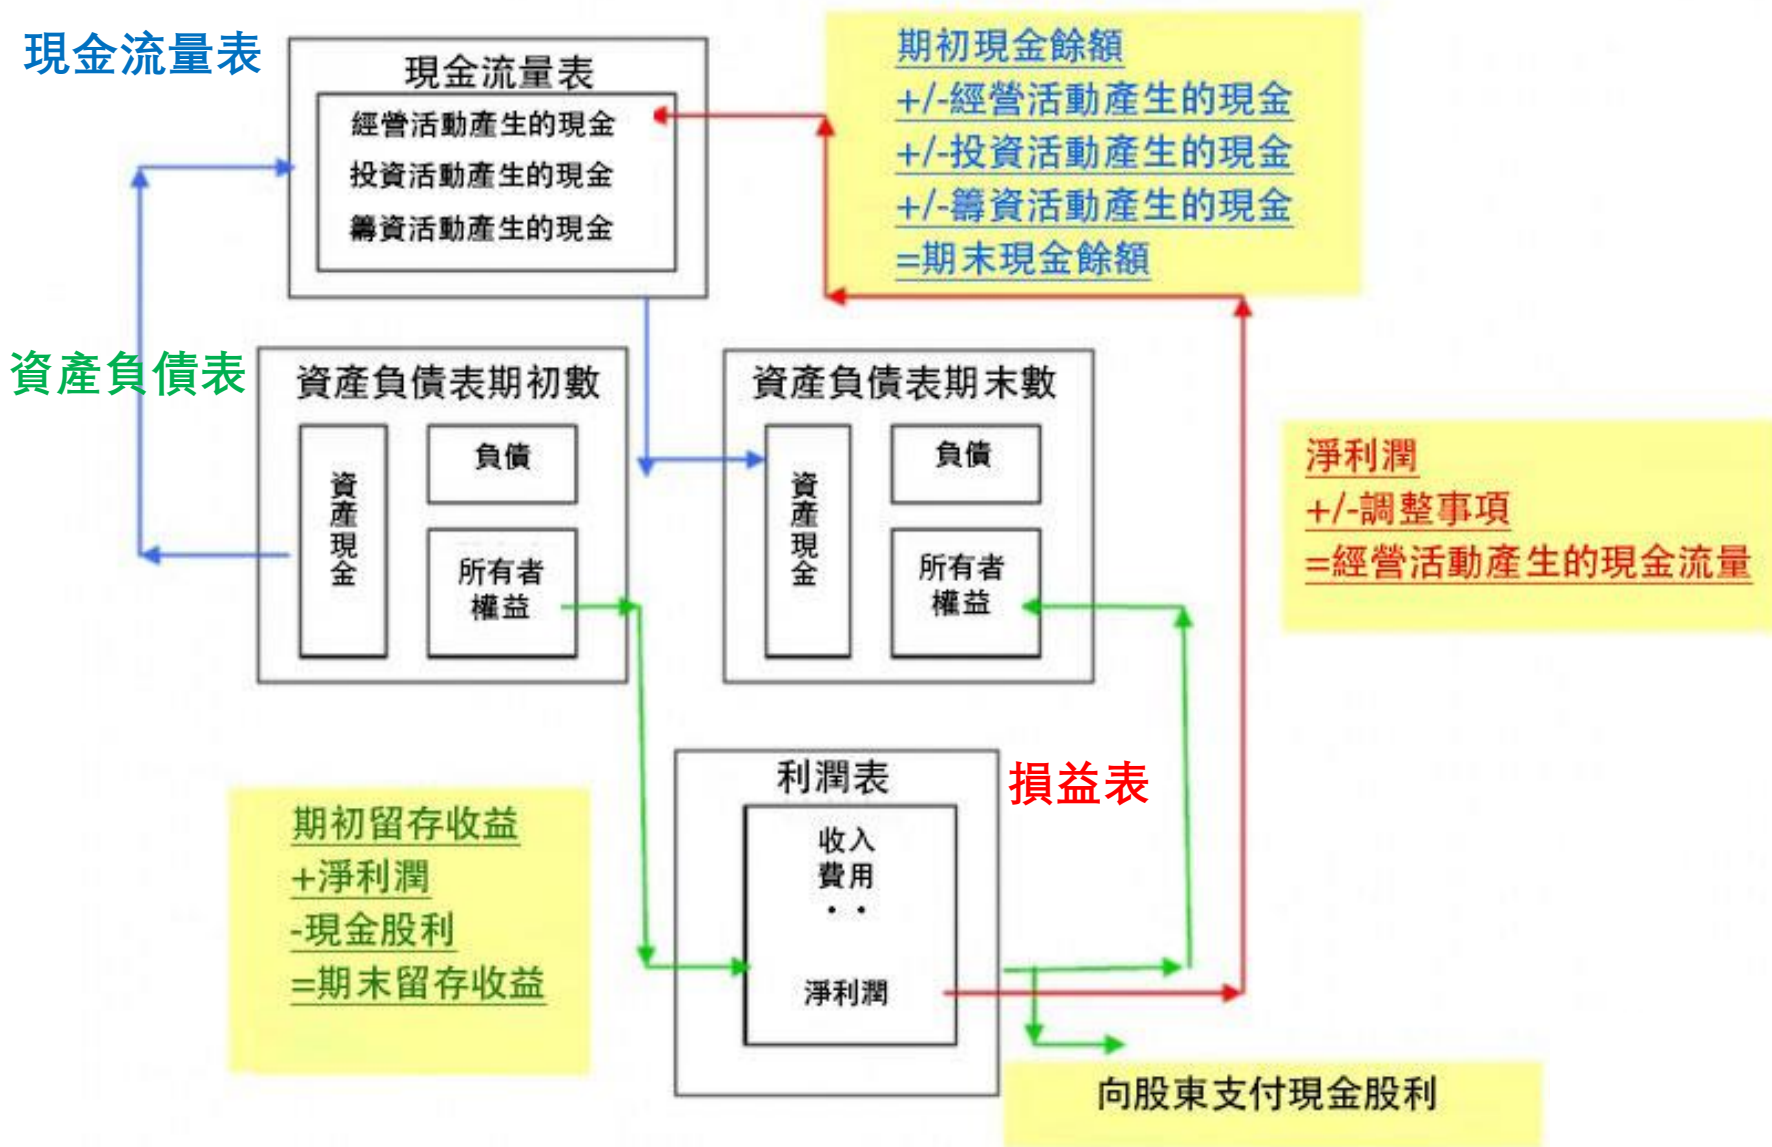 現金流量表
現金流量表
經營活動產生的現金
投資活動產生的現金
籌資活動產生的現金
期初現金餘額
+/-經營活動產生的現金
+/-投資活動產生的現金
+/-籌資活動產生的現金
=期末現金餘額
資產負債表
資產負債表期初數
資產現金
負債
所有者
權益
資產負債表期末數
資產現金
負債
所有者
權益
淨利潤
+/-調整事項
=經營活動產生的現金流量
期初留存收益
+淨利潤
-現金股利
=期末留存收益
利潤表
收入
費用
··
淨利潤
損益表
向股東支付現金股利